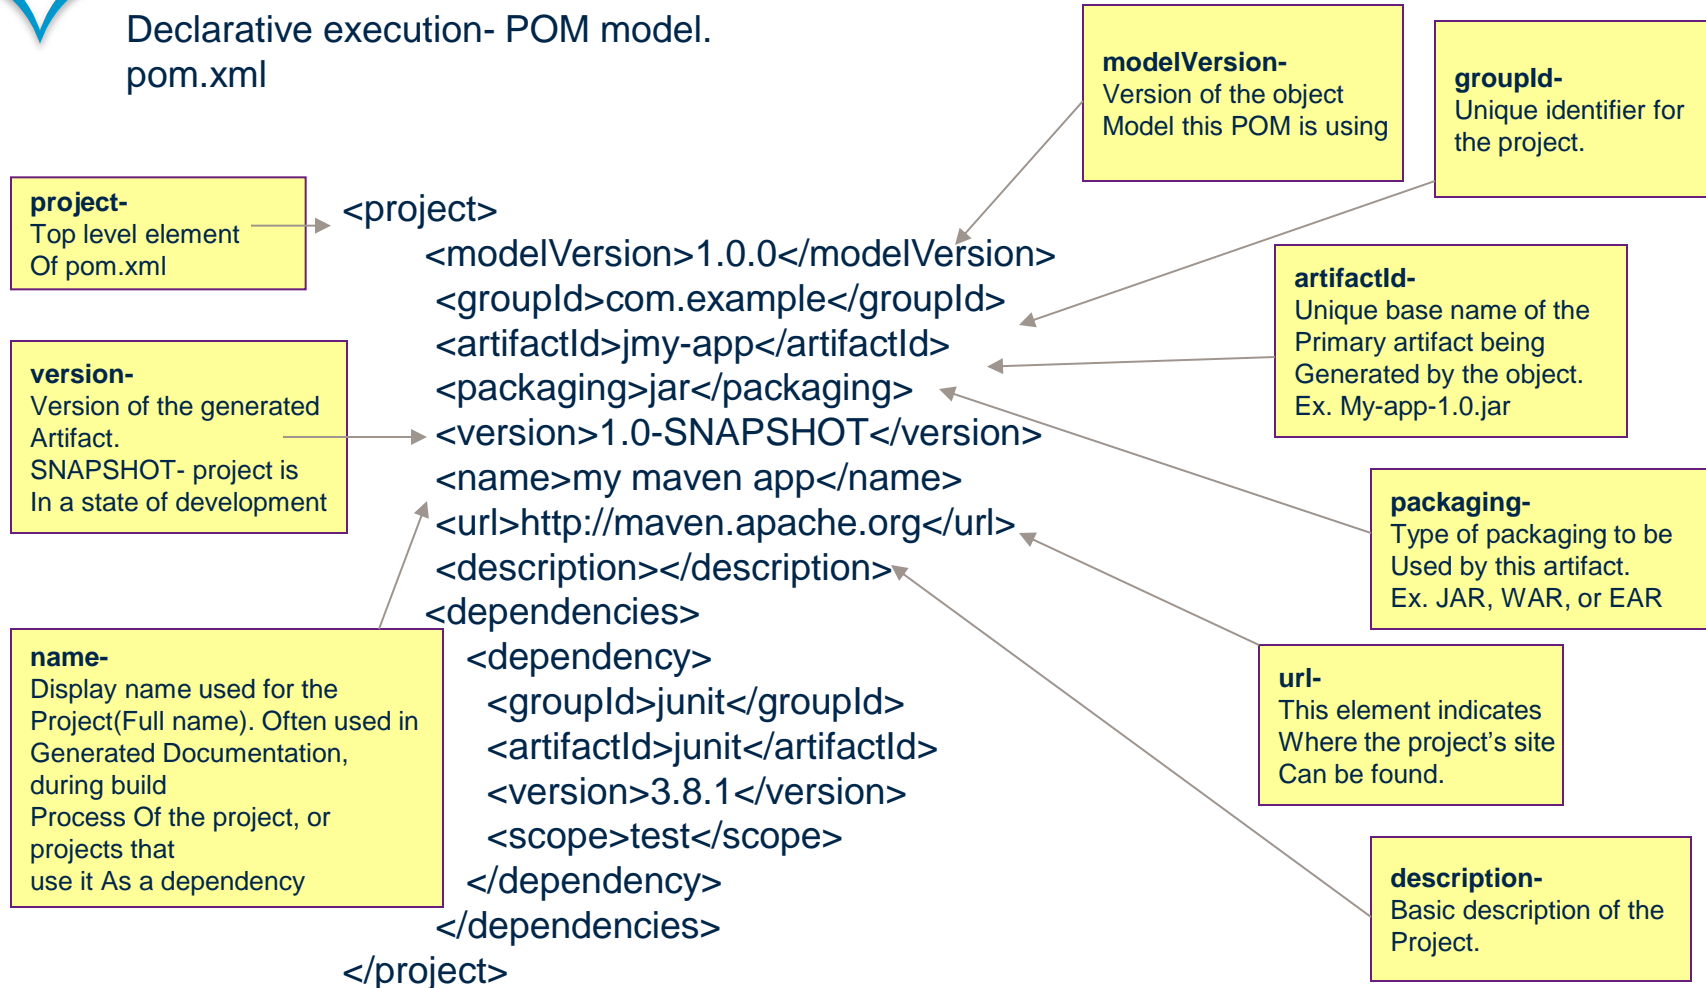 Declarative execution- POM model.
pom.xml
modelVersion-
Version of the object
Model this POM is using
groupId-
Unique identifier for
the project.
project-
Top level element
Of pom.xml
<project>
<modelVersion>1.0.0</modelVersion>
<groupId>com.example</groupId>
<artifactId>jmy-app</artifactId>
<packaging>jar</packaging>
<version>1.0-SNAPSHOT</version>
<name>my maven app</name>
<url>http://maven.apache.org</url>
<description></description>
<dependencies>
<dependency>
<groupId>junit</groupId>
<artifactId>junit</artifactId>
<version>3.8.1</version>
<scope>test</scope>
</dependency>
</dependencies>
</project>
artifactId-
Unique base name of the
Primary artifact being
Generated by the object.
Ex. My-app-1.0.jar
version-
Version of the generated
Artifact.
SNAPSHOT- project is
In a state of development
packaging-
Type of packaging to be
Used by this artifact.
Ex. JAR, WAR, or EAR
name-
Display name used for the
Project(Full name). Often used in
Generated Documentation,
during build
Process Of the project, or
projects that
use it As a dependency
url-
This element indicates
Where the project’s site
Can be found.
description-
Basic description of the
Project.